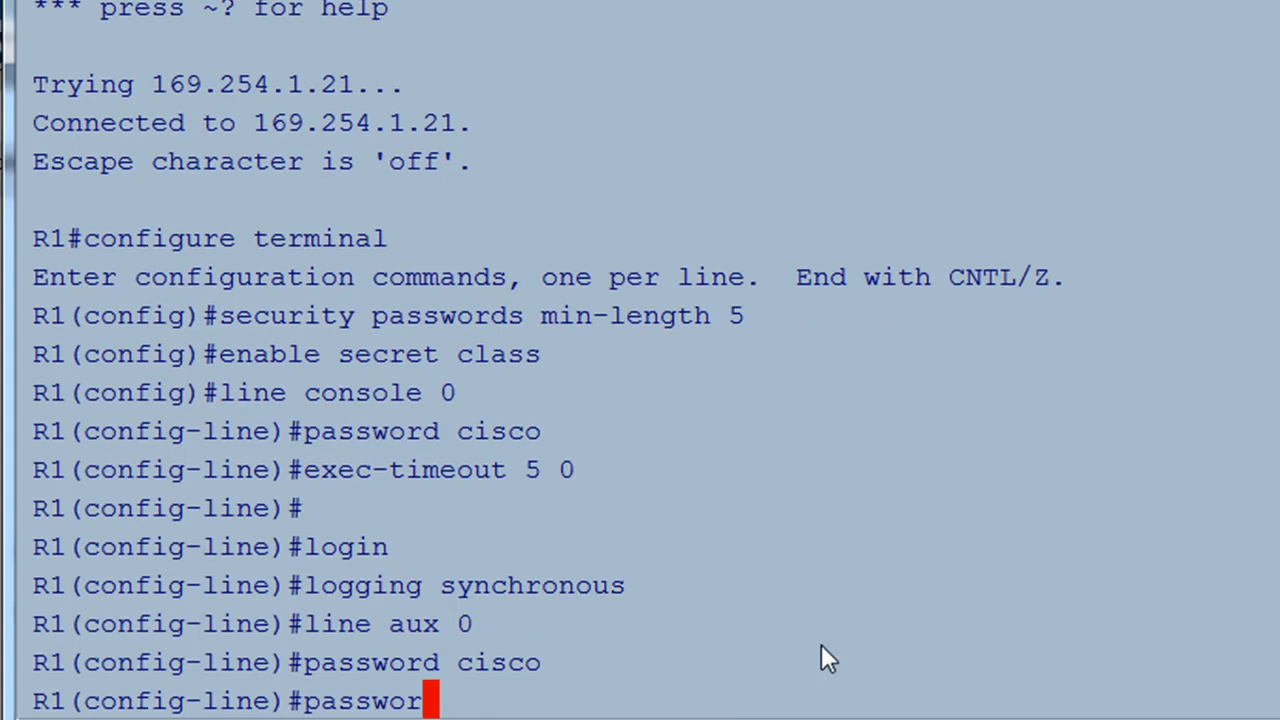 *** press ~? for help
Trying 169.254.1.21...
Connected to 169.254.1.21.
Escape character is 'off'.
R1#configure terminal
Enter configuration commands, one per line.  End with CNTL/Z.
R1(config)#security passwords min-length 5
R1(config)#enable secret class
R1(config)#line console 0
R1(config-line)#password cisco
R1(config-line)#exec-timeout 5 0
R1(config-line)#
R1(config-line)#login
R1(config-line)#logging synchronous
R1(config-line)#line aux 0
R1(config-line)#password cisco
R1(config-line)#passwor